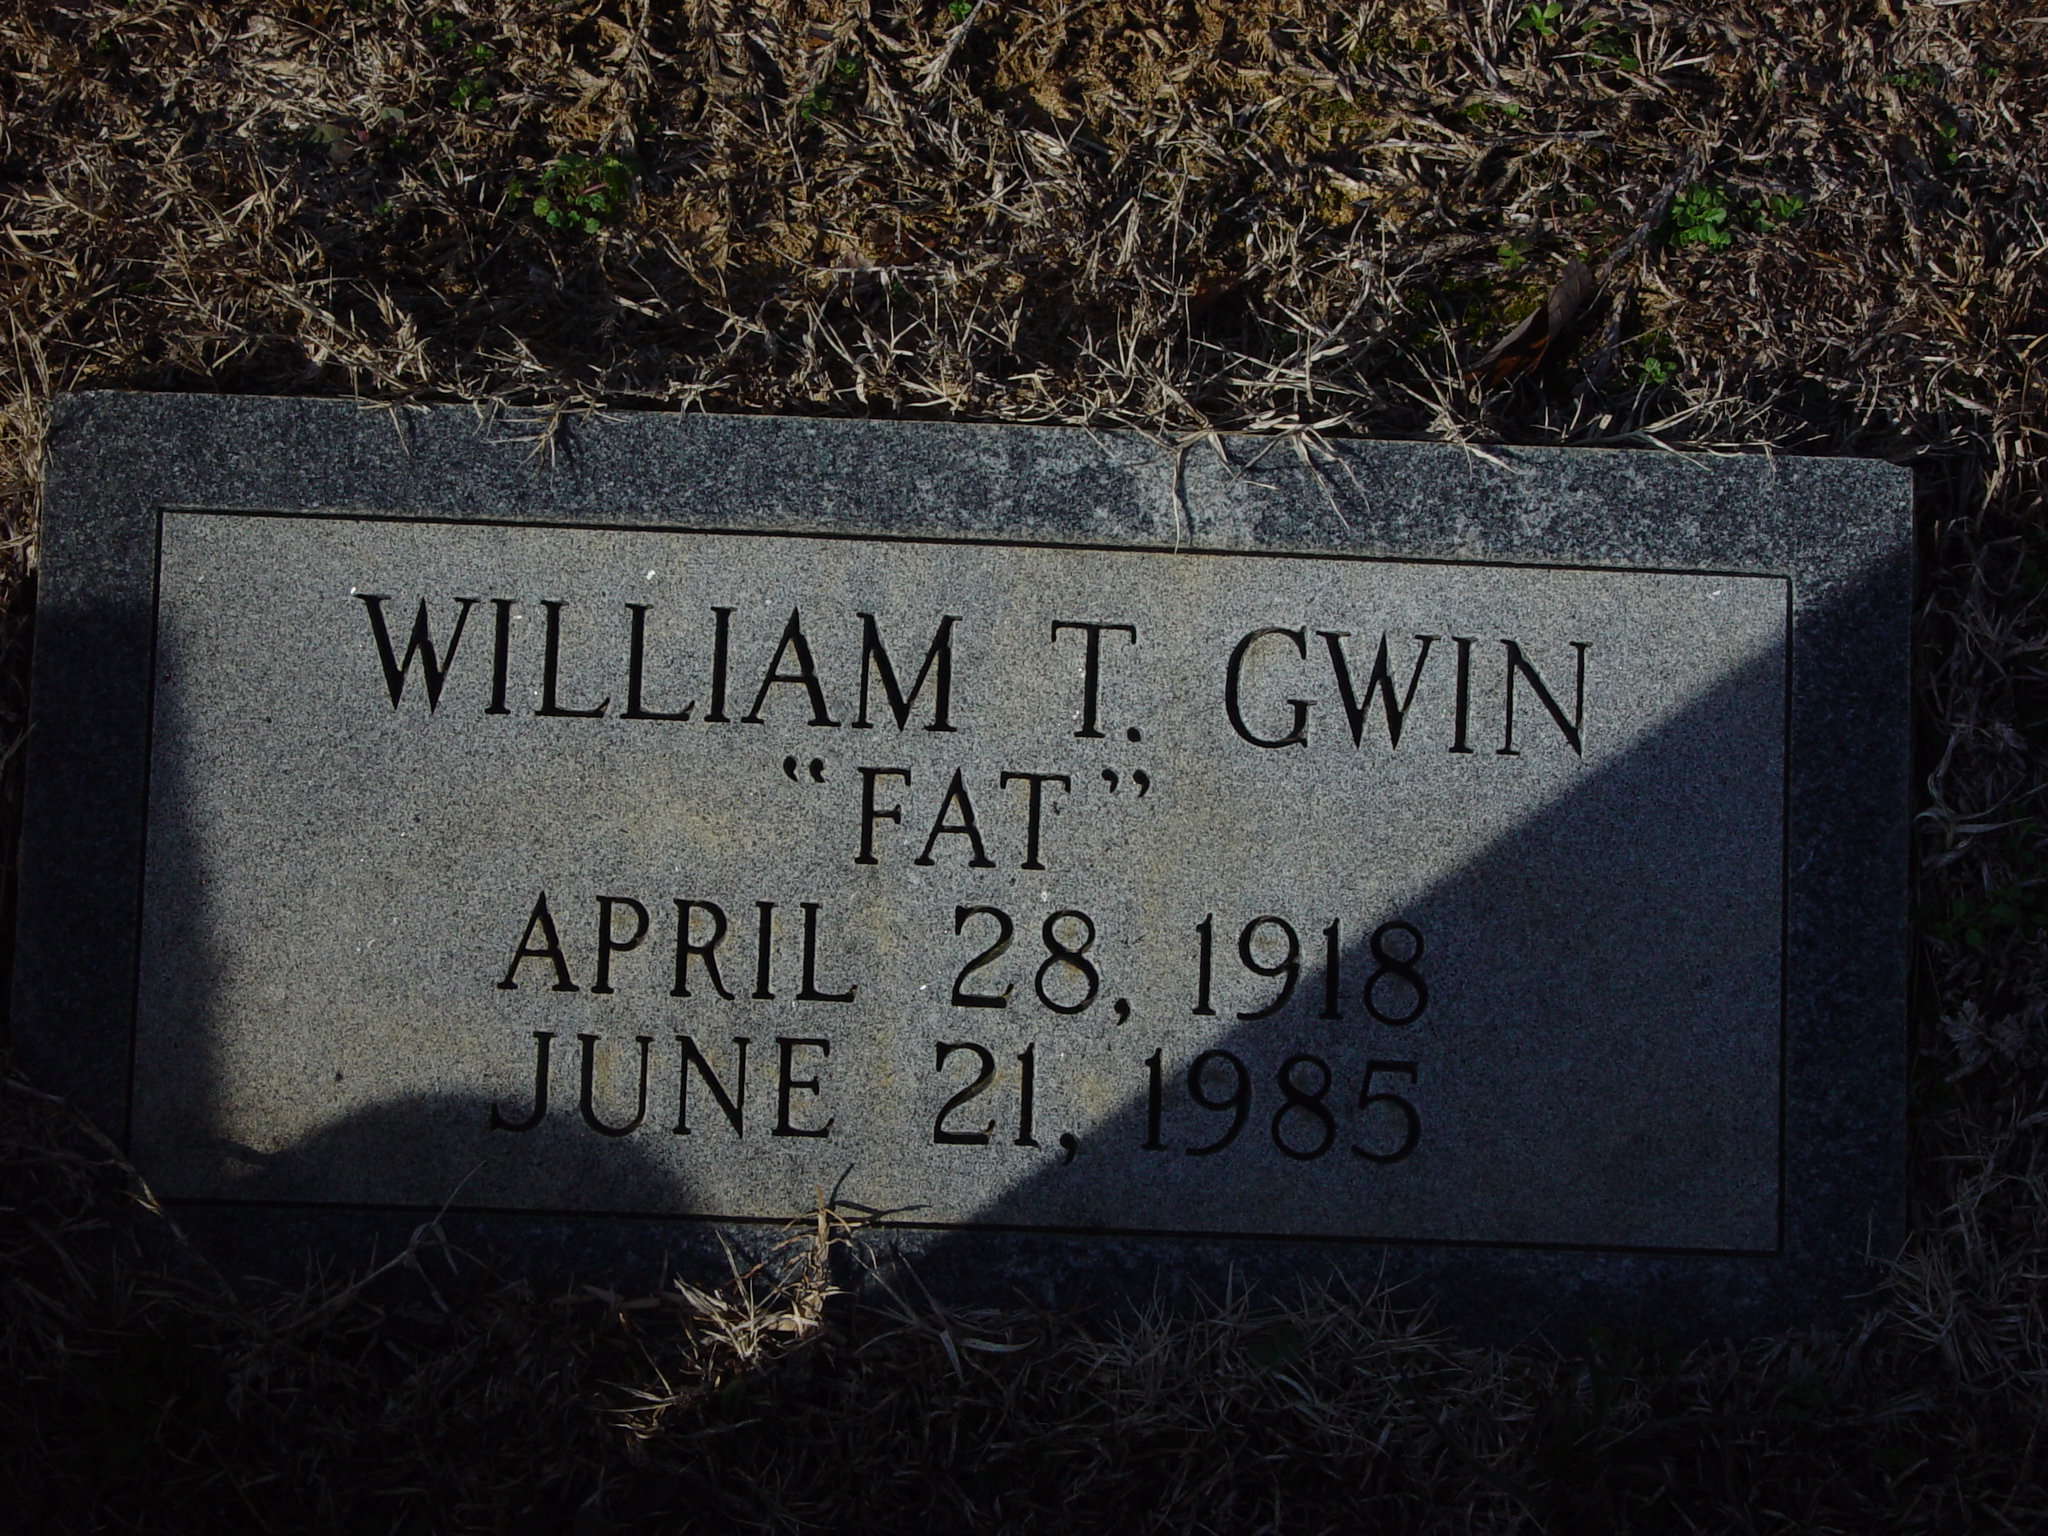 WILLIAM T. GWIN
“FAT”
APRIL 28, 1918
JUNE 21, 1985